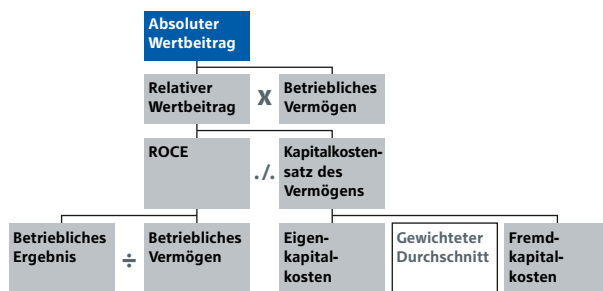 Absoluter
Wertbeitrag
Relativer
Wertbeitrag
X
Betriebliches
Vermögen
ROCE
./.
Kapitalkosten-
satz des
Vermögens
Betriebliches
Ergebnis
÷
Betriebliches
Vermögen
Eigen-
kapital-
kosten
Gewichteter
Durchschnitt
Fremd-
kapital-
kosten